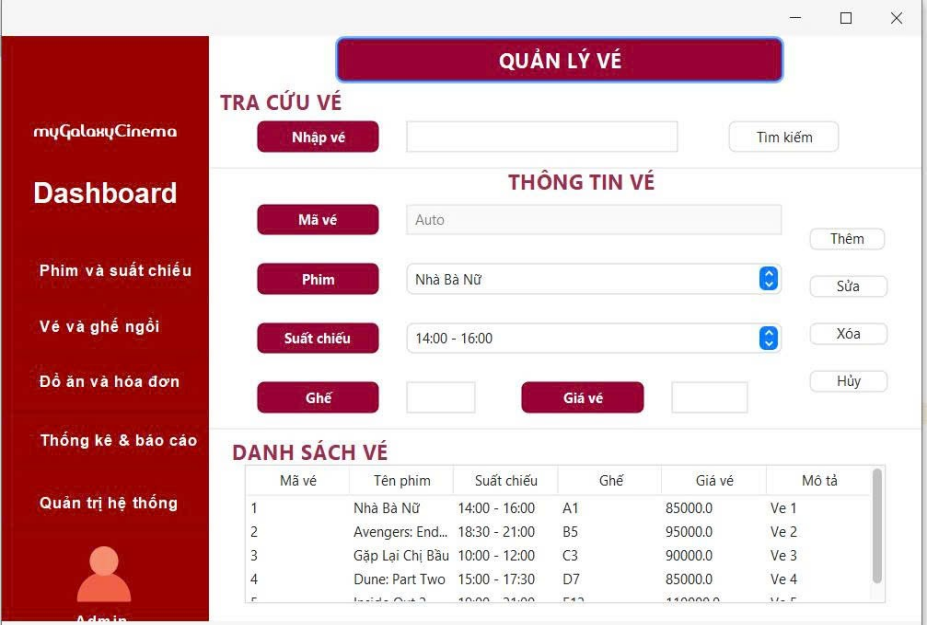 QUẢN LÝ VÉ
myGalaxyCinema
Dashboard
Phim và suất chiếu
Vé và ghế ngồi
Đồ ăn và hóa đơn
Thống kê & báo cáo
Quản trị hệ thống
Admin
TRA CỨU VÉ
Nhập vé Tìm kiếm
THÔNG TIN VÉ
Mã vé Auto
Thêm
Phim Nhà Bà Nữ
Sửa
Suất chiếu 14:00 - 16:00
Xóa
Hủy
Ghế Giá vé
DANH SÁCH VÉ
Mã vé Tên phim Suất chiếu Ghế Giá vé Mô tả
1 Nhà Bà Nữ 14:00 - 16:00 A1 85000.0 Ve 1
2 Avengers: End... 18:30 - 21:00 B5 95000.0 Ve 2
3 Gặp Lại Chị Bầu 10:00 - 12:00 C3 90000.0 Ve 3
4 Dune: Part Two 15:00 - 17:30 D7 85000.0 Ve 4
Inside Out 2